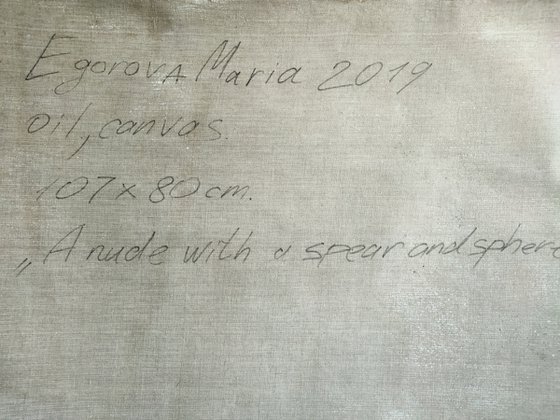 Egorova Maria 2019
oil, canvas.
107 x 80 cm.
„A nude with a spear and sphere